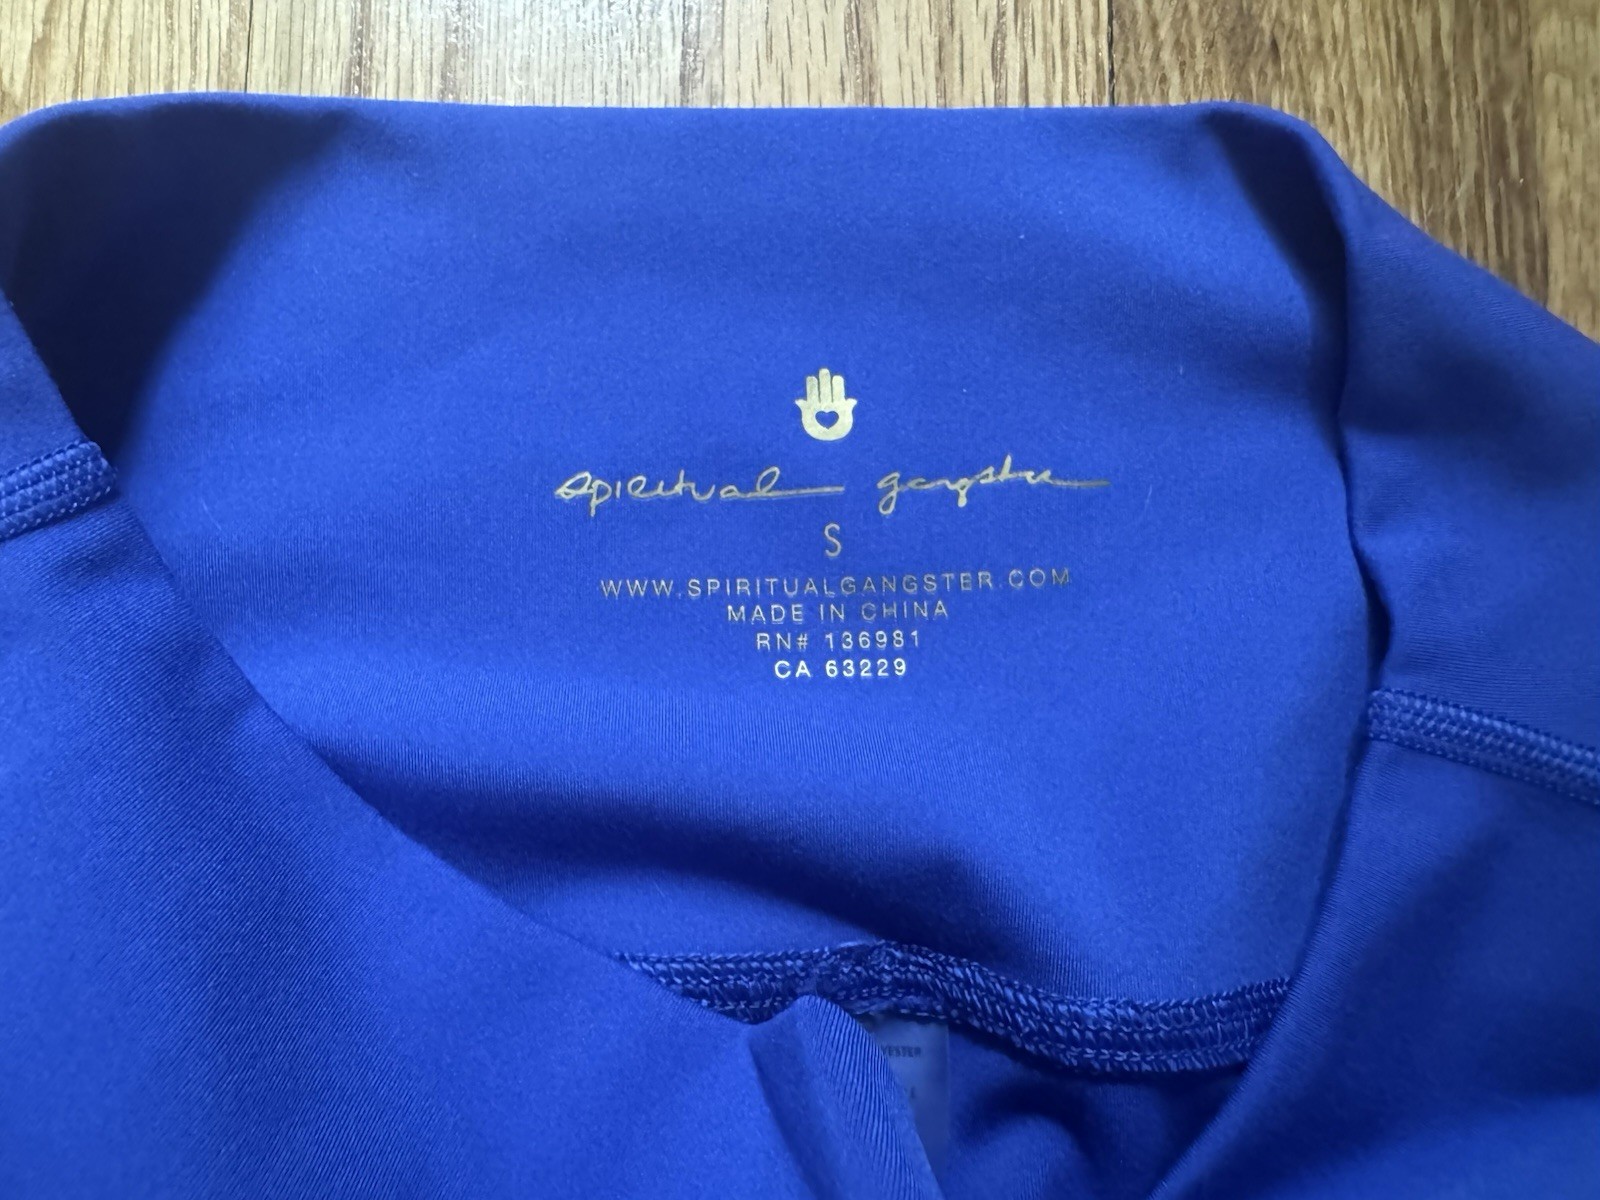 spiritual gangster
S
WWW.SPIRITUALGANGSTER.COM
MADE IN CHINA
RN# 136981
CA 63229